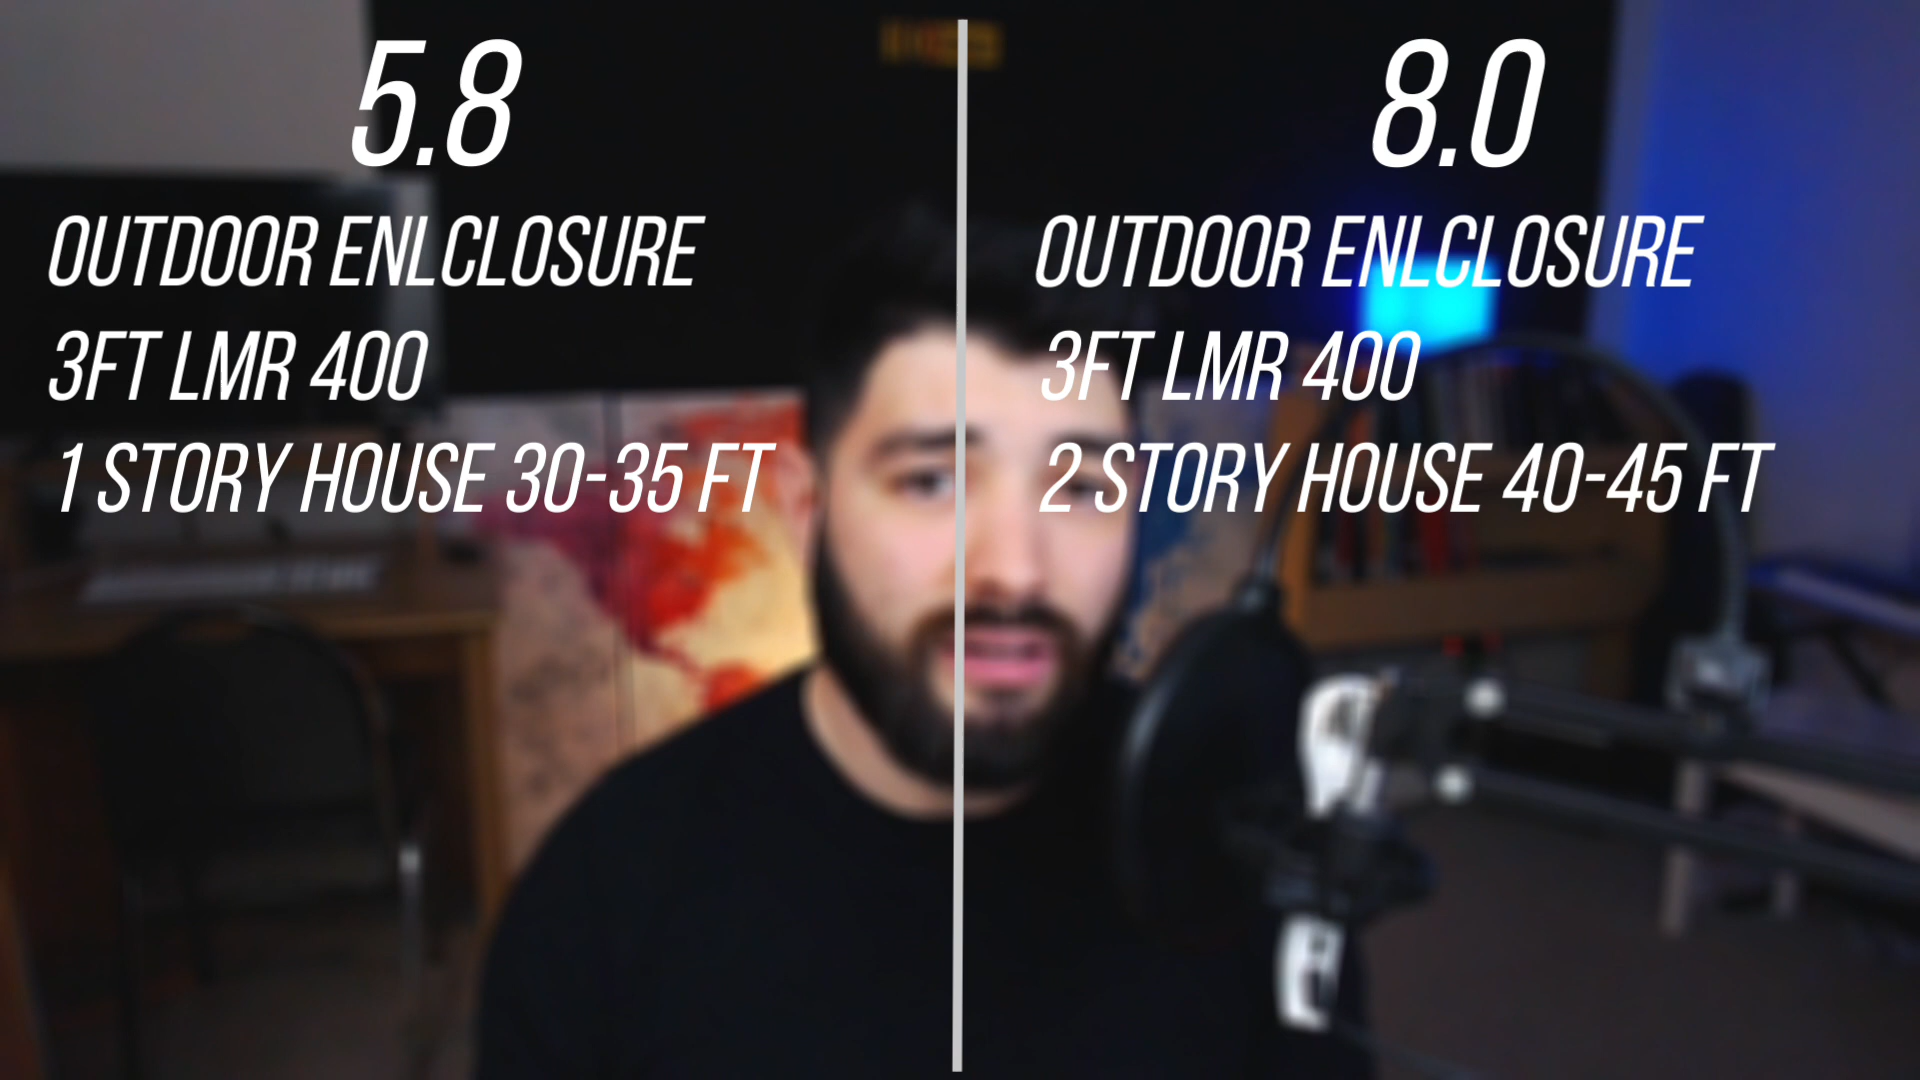 5.8
OUTDOOR ENLCLOSURE
3FT LMR 400
1 STORY HOUSE 30-35 FT
8.0
OUTDOOR ENLCLOSURE
3FT LMR 400
2 STORY HOUSE 40-45 FT